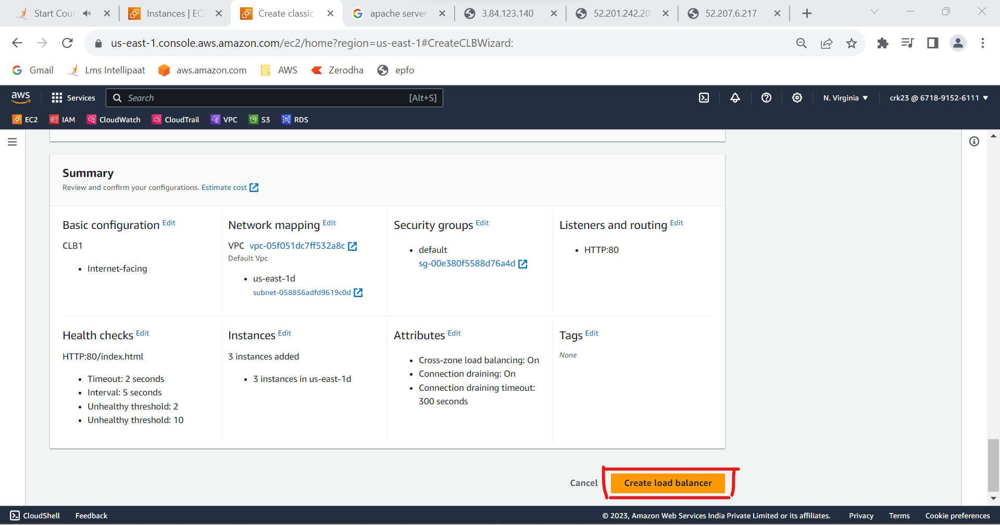 Start Cour
Instances | EC2
Create classic
apache server
3.84.123.140
52.201.242.207
52.207.6.217
us-east-1.console.aws.amazon.com/ec2/home?region=us-east-1#CreateCLBWizard:
Gmail
Lms Intellipaat
aws.amazon.com
AWS
Zerodha
epfo
aws
Services
Search
[Alt+S]
N. Virginia
crk23 @ 6718-9152-6111
EC2
IAM
CloudWatch
CloudTrail
VPC
S3
RDS
Summary
Review and confirm your configurations. Estimate cost
Basic configuration Edit
CLB1
• Internet-facing
Network mapping Edit
VPC vpc-05f051dc7ff532a8c
Default Vpc
• us-east-1d
subnet-058856adfd9619c0d
Security groups Edit
• default
sg-00e380f5588d76a4d
Listeners and routing Edit
• HTTP:80
Health checks Edit
HTTP:80/index.html
• Timeout: 2 seconds
• Interval: 5 seconds
• Unhealthy threshold: 2
• Unhealthy threshold: 10
Instances Edit
3 instances added
• 3 instances in us-east-1d
Attributes Edit
• Cross-zone load balancing: On
• Connection draining: On
• Connection draining timeout:
300 seconds
Tags Edit
None
Cancel
Create load balancer
CloudShell
Feedback
© 2023, Amazon Web Services India Private Limited or its affiliates.
Privacy
Terms
Cookie preferences